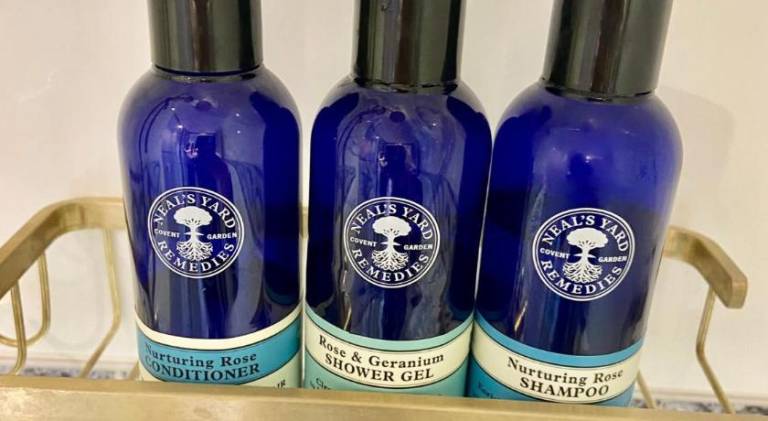 NEAL'S YARD
COVENT GARDEN
REMEDIES
Nurturing Rose
CONDITIONER
NEAL'S YARD
COVENT GARDEN
REMEDIES
Rose & Geranium
SHOWER GEL
NEAL'S YARD
COVENT GARDEN
REMEDIES
Nurturing Rose
SHAMPOO